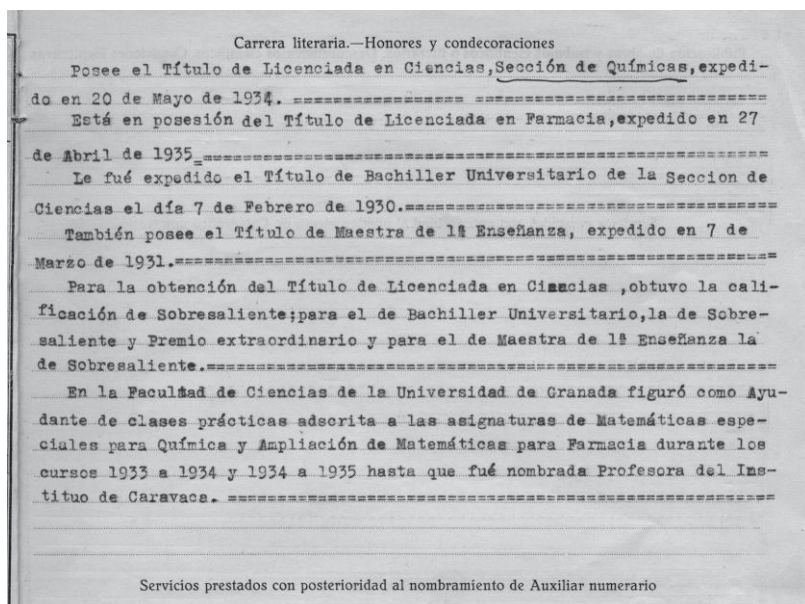 Carrera literaria.—Honores y condecoraciones
Posee el Título de Licenciada en Ciencias,Sección de Químicas,expedi-
do en 20 de Mayo de 1934. ================= =============================
Está en posesión del Título de Licenciada en Farmacia,expedido en 27
de Abril de 1935_========================================================
Le fué expedido el Título de Bachiller Universitario de la Seccion de
Ciencias el día 7 de Febrero de 1930.====================================
También posee el Título de Maestra de 1ª Enseñanza, expedido en 7 de
Marzo de 1931.===========================================================
Para la obtención del Título de Licenciada en Ciencias ,obtuvo la cali-
ficación de Sobresaliente;para el de Bachiller Universitario,la de Sobre-
saliente y Premio extraordinario y para el de Maestra de 1ª Enseñanza la
de Sobresaliente.========================================================
En la Facultad de Ciencias de la Universidad de Granada figuró como Ayu-
dante de clases prácticas adscrita a las asignaturas de Matemáticas espe-
ciales para Química y Ampliación de Matemáticas para Farmacia durante los
cursos 1933 a 1934 y 1934 a 1935 hasta que fué nombrada Profesora del Ins-
tituo de Caravaca. ======================================================
Servicios prestados con posterioridad al nombramiento de Auxiliar numerario